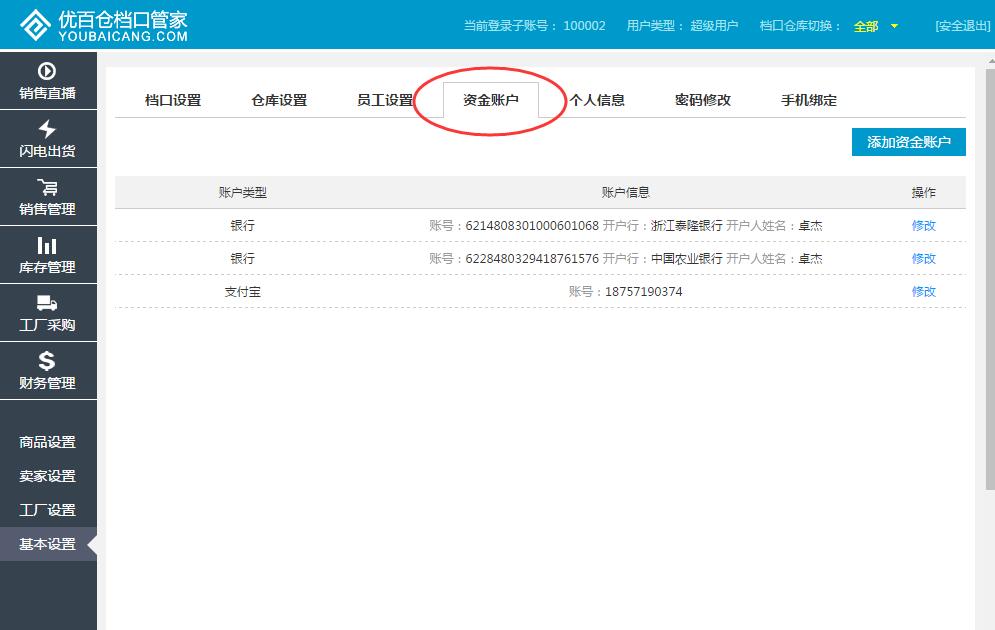 优百仓档口管家
YOUBAICANG.COM
当前登录子账号： 100002 用户类型： 超级用户 档口仓库切换： 全部 [安全退出]
销售直播
闪电出货
销售管理
库存管理
工厂采购
财务管理
商品设置
卖家设置
工厂设置
基本设置
档口设置 仓库设置 员工设置 资金账户 个人信息 密码修改 手机绑定
添加资金账户
账户类型 账户信息 操作
银行 账号：6214808301000601068 开户行：浙江泰隆银行 开户人姓名：卓杰 修改
银行 账号：6228480329418761576 开户行：中国农业银行 开户人姓名：卓杰 修改
支付宝 账号：18757190374 修改